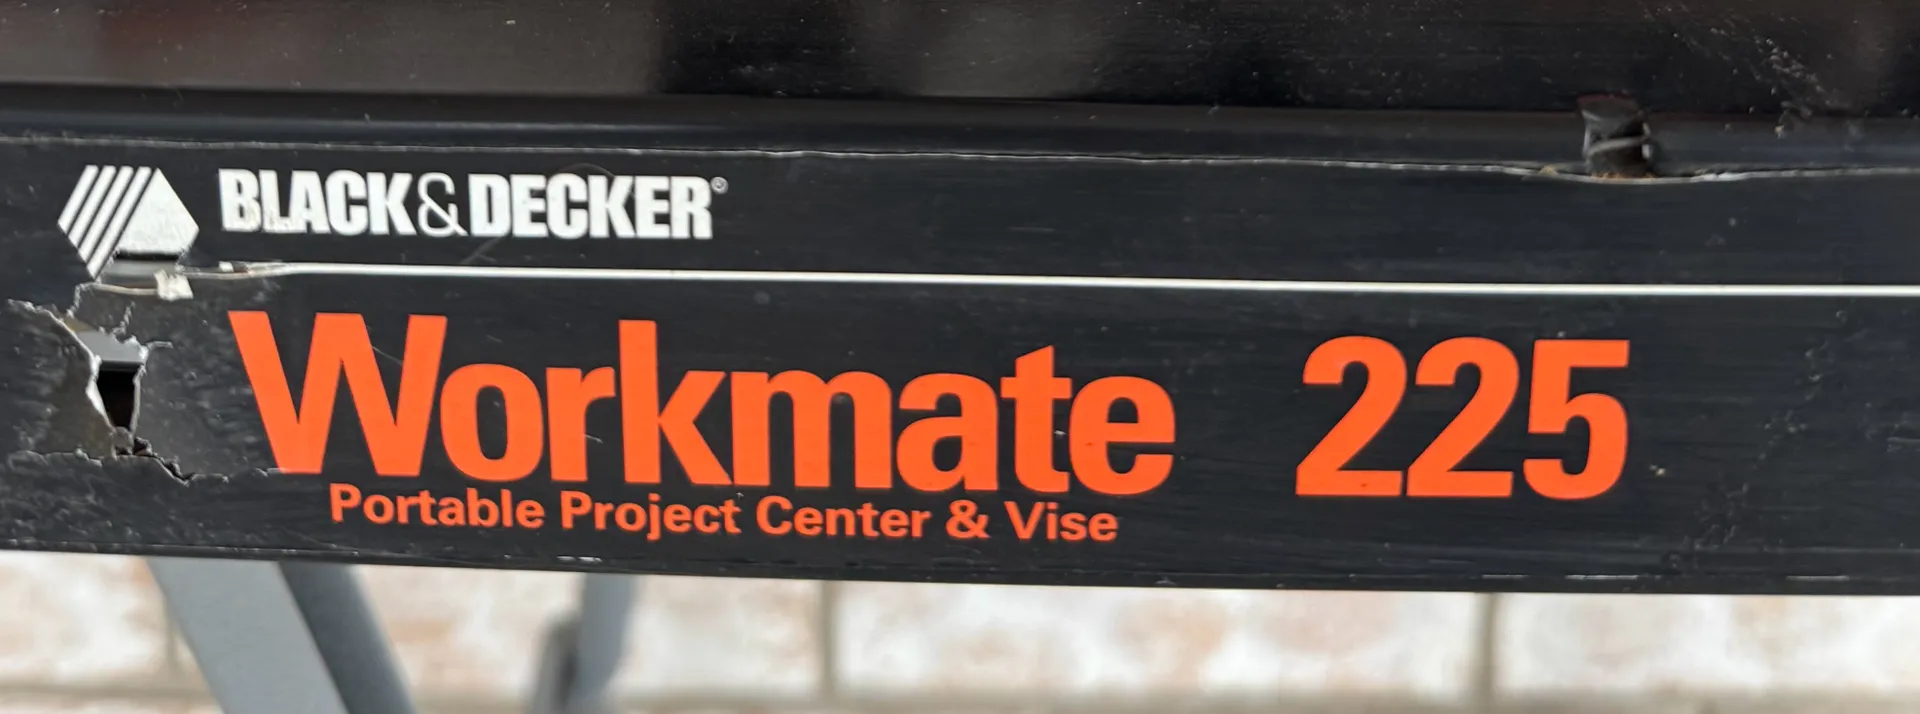 BLACK&DECKER®
Workmate 225
Portable Project Center & Vise